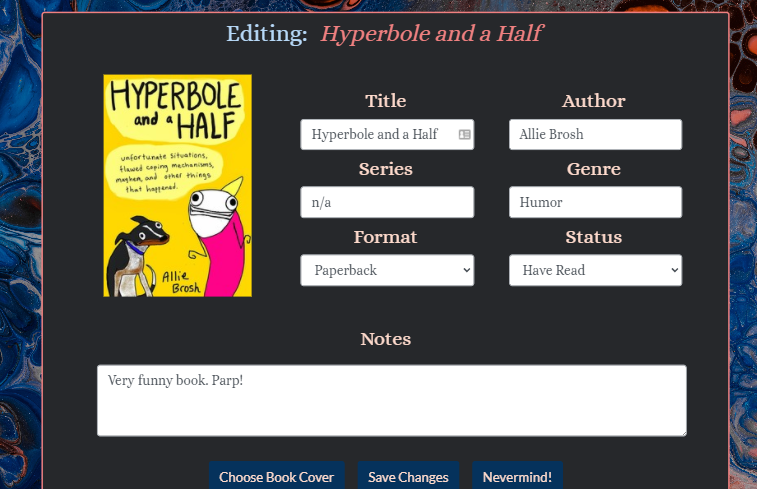 Editing: Hyperbole and a Half
HYPERBOLE
and a
HALF
unfortunate situations,
flawed coping mechanisms,
mayhem, and other things
that happened.
Allie
Brosh
Title
Author
Hyperbole and a Half
Allie Brosh
Series
Genre
n/a
Humor
Format
Status
Paperback
Have Read
Notes
Very funny book. Parp!
Choose Book Cover
Save Changes
Nevermind!